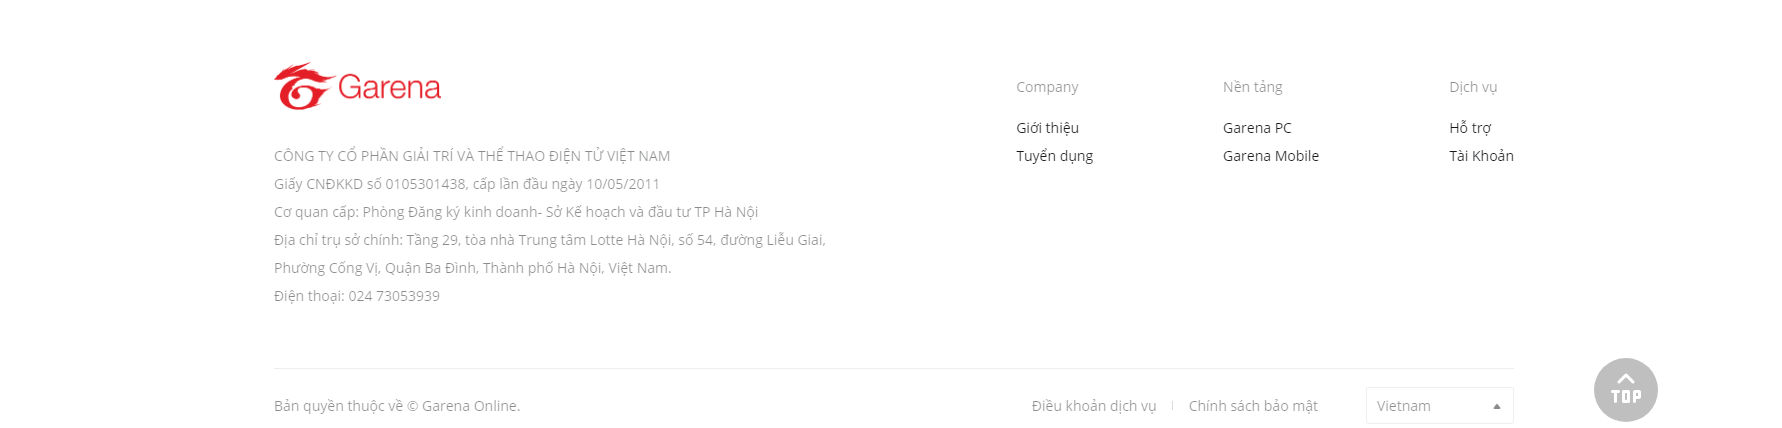 Garena
CÔNG TY CỔ PHẦN GIẢI TRÍ VÀ THỂ THAO ĐIỆN TỬ VIỆT NAM
Giấy CNĐKKD số 0105301438, cấp lần đầu ngày 10/05/2011
Cơ quan cấp: Phòng Đăng ký kinh doanh- Sở Kế hoạch và đầu tư TP Hà Nội
Địa chỉ trụ sở chính: Tầng 29, tòa nhà Trung tâm Lotte Hà Nội, số 54, đường Liễu Giai,
Phường Cống Vị, Quận Ba Đình, Thành phố Hà Nội, Việt Nam.
Điện thoại: 024 73053939
Company
Giới thiệu
Tuyển dụng
Nền tảng
Garena PC
Garena Mobile
Dịch vụ
Hỗ trợ
Tài Khoản
Bản quyền thuộc về © Garena Online.
Điều khoản dịch vụ
Chính sách bảo mật
Vietnam
TOP